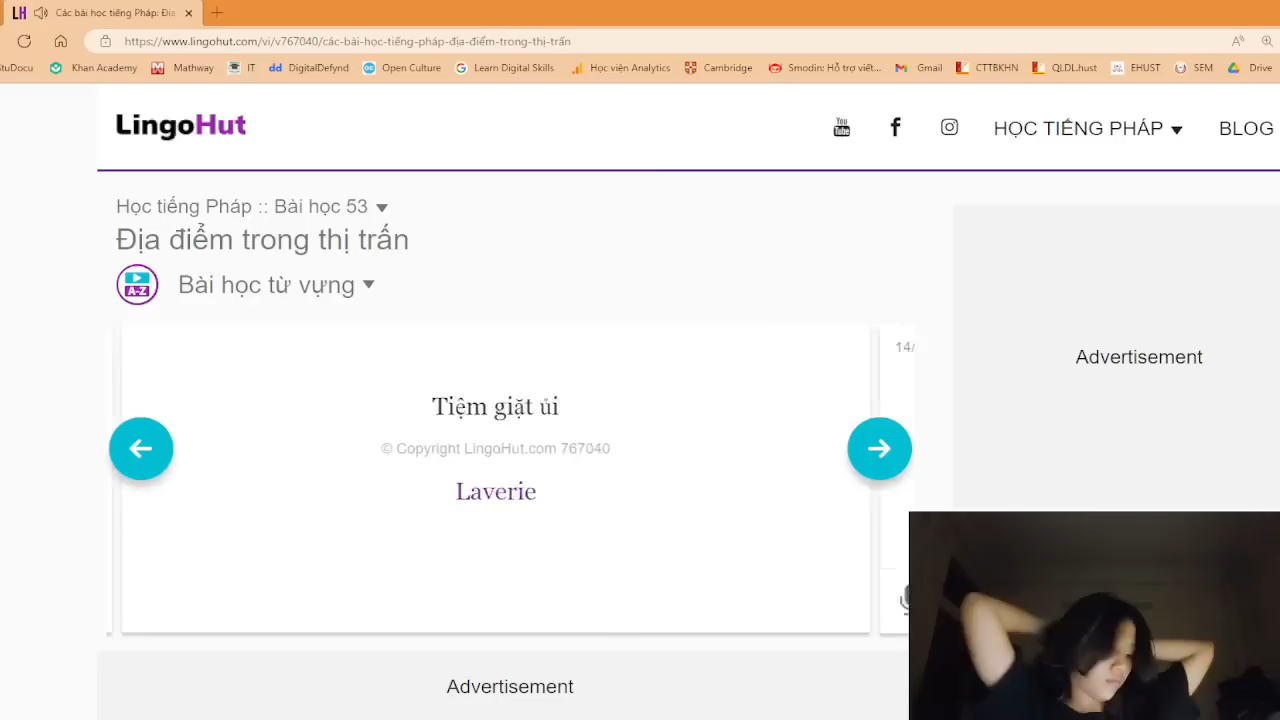 LH Các bài học tiếng Pháp: Địa
https://www.lingohut.com/vi/v767040/các-bài-học-tiếng-pháp-địa-điểm-trong-thị-trấn
StuDocu Khan Academy Mathway IT DigitalDefynd Open Culture Learn Digital Skills Học viện Analytics Cambridge Smodin: Hỗ trợ viết... Gmail CTTBKHN QLDL.hust EHUST SEM Drive
LingoHut
You Tube
HỌC TIẾNG PHÁP BLOG
Học tiếng Pháp :: Bài học 53
Địa điểm trong thị trấn
A-Z Bài học từ vựng
14/
Tiệm giặt ủi
© Copyright LingoHut.com 767040
Laverie
Advertisement
Advertisement